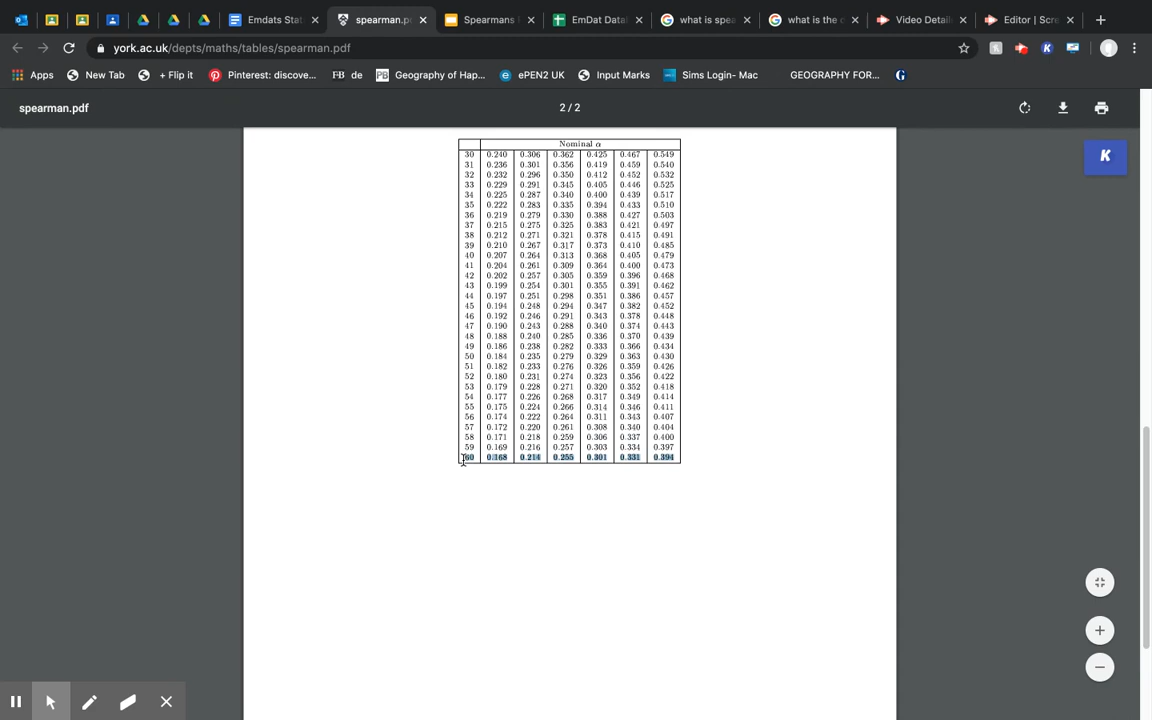 Emdats Stat
spearman.p
Spearmans
EmDat Datal
what is spea
what is the
Video Detail
Editor | Scre
york.ac.uk/depts/maths/tables/spearman.pdf
Apps
New Tab
+ Flip it
Pinterest: discove...
FB de
PB Geography of Hap...
ePEN2 UK
Input Marks
Sims Login- Mac
GEOGRAPHY FOR...
spearman.pdf
2 / 2
K
Nominal α
30 0.240 0.306 0.362 0.425 0.467 0.549
31 0.236 0.301 0.356 0.419 0.459 0.540
32 0.232 0.296 0.350 0.412 0.452 0.532
33 0.229 0.291 0.345 0.405 0.446 0.525
34 0.225 0.287 0.340 0.400 0.439 0.517
35 0.222 0.283 0.335 0.394 0.433 0.510
36 0.219 0.279 0.330 0.388 0.427 0.503
37 0.215 0.275 0.325 0.383 0.421 0.497
38 0.212 0.271 0.321 0.378 0.415 0.491
39 0.210 0.267 0.317 0.373 0.410 0.485
40 0.207 0.264 0.313 0.368 0.405 0.479
41 0.204 0.261 0.309 0.364 0.400 0.473
42 0.202 0.257 0.305 0.359 0.396 0.468
43 0.199 0.254 0.301 0.355 0.391 0.462
44 0.197 0.251 0.298 0.351 0.386 0.457
45 0.194 0.248 0.294 0.347 0.382 0.452
46 0.192 0.246 0.291 0.343 0.378 0.448
47 0.190 0.243 0.288 0.340 0.374 0.443
48 0.188 0.240 0.285 0.336 0.370 0.439
49 0.186 0.238 0.282 0.333 0.366 0.434
50 0.184 0.235 0.279 0.329 0.363 0.430
51 0.182 0.233 0.276 0.326 0.359 0.426
52 0.180 0.231 0.274 0.323 0.356 0.422
53 0.179 0.228 0.271 0.320 0.352 0.418
54 0.177 0.226 0.268 0.317 0.349 0.414
55 0.175 0.224 0.266 0.314 0.346 0.411
56 0.174 0.222 0.264 0.311 0.343 0.407
57 0.172 0.220 0.261 0.308 0.340 0.404
58 0.171 0.218 0.259 0.306 0.337 0.400
59 0.169 0.216 0.257 0.303 0.334 0.397
60 0.168 0.214 0.255 0.301 0.331 0.394